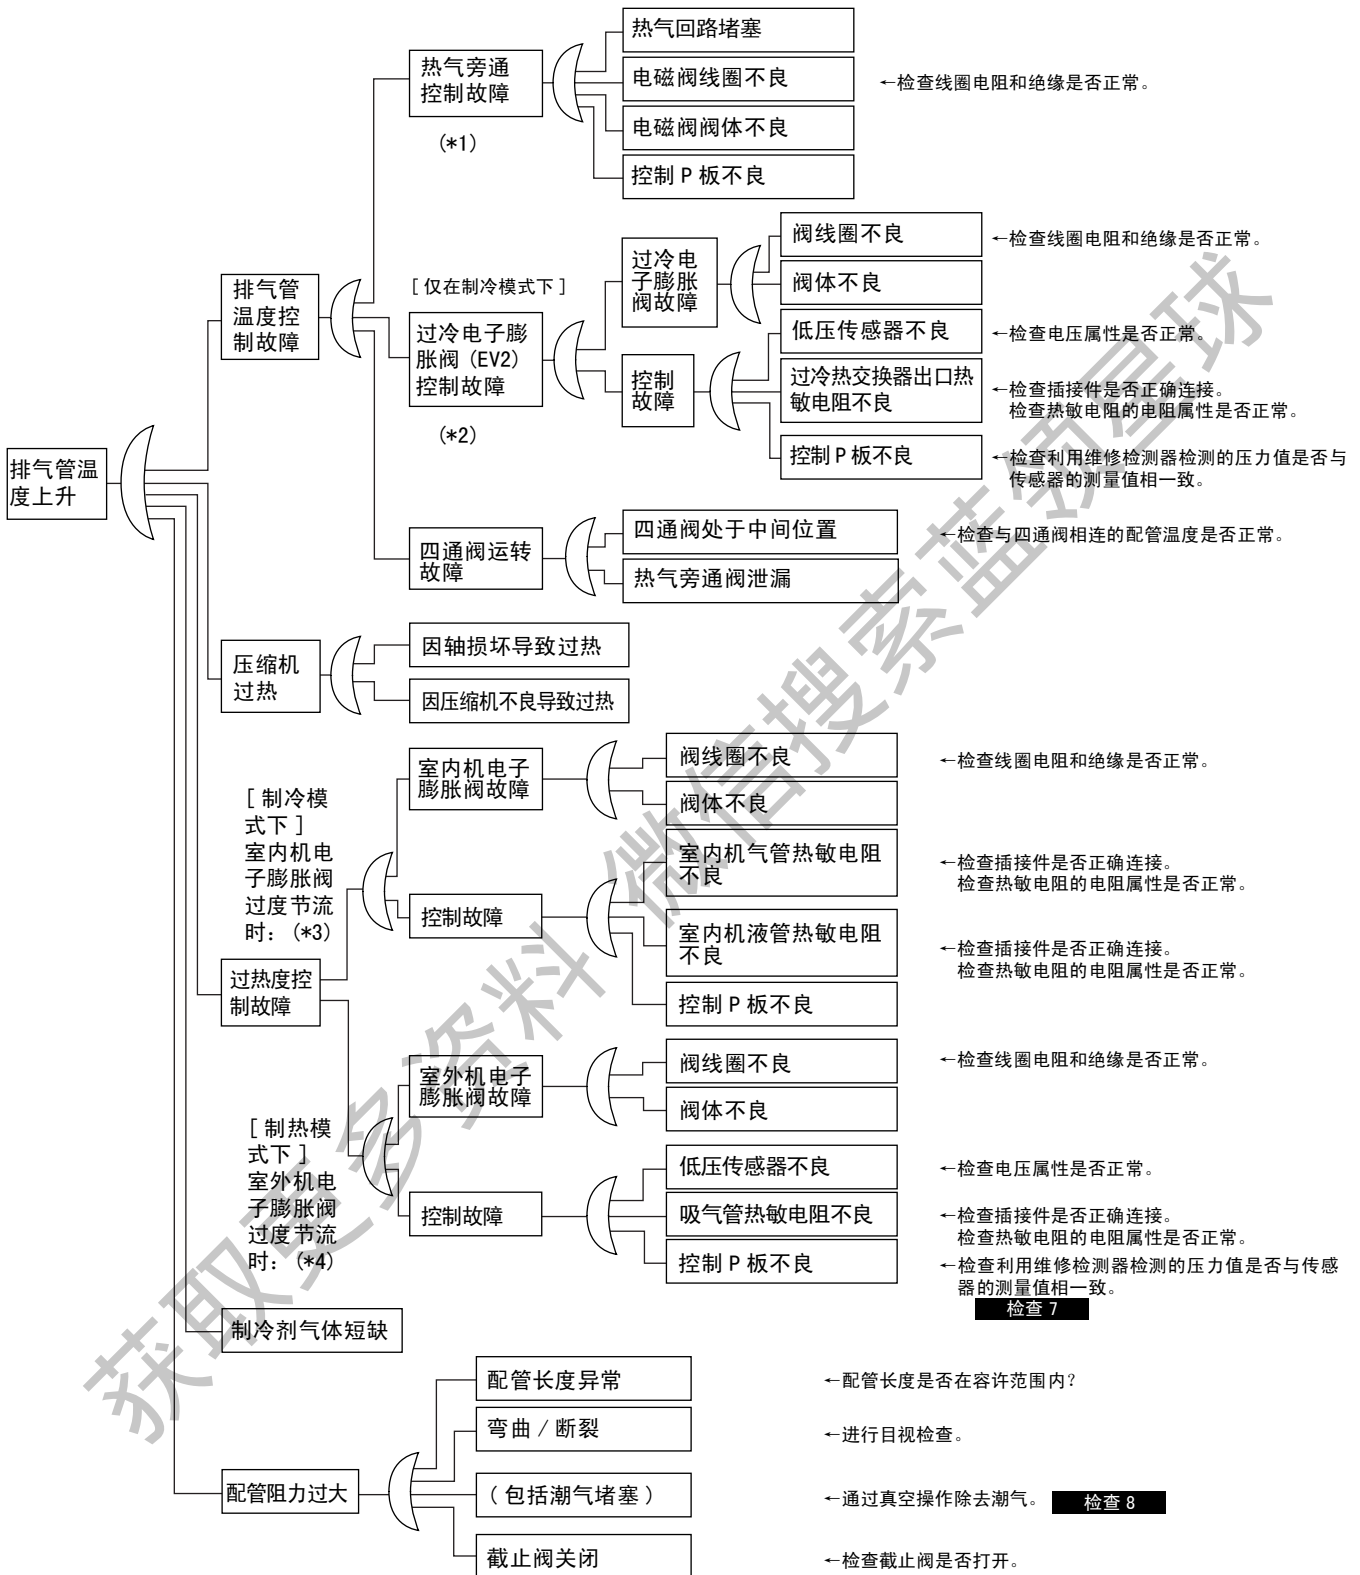 热气回路堵塞
热气旁通
控制故障
(*1)
电磁阀线圈不良
←检查线圈电阻和绝缘是否正常。
电磁阀阀体不良
控制 P 板不良
排气管
温度控
制故障
[ 仅在制冷模式下 ]
过冷电子膨
胀阀 (EV2)
控制故障
(*2)
过冷电
子膨胀
阀故障
阀线圈不良
←检查线圈电阻和绝缘是否正常。
阀体不良
控制
故障
低压传感器不良
←检查电压属性是否正常。
过冷热交换器出口热
敏电阻不良
←检查插接件是否正确连接。
检查热敏电阻的电阻属性是否正常。
控制 P 板不良
←检查利用维修检测器检测的压力值是否与
传感器的测量值相一致。
排气管温
度上升
四通阀运转
故障
四通阀处于中间位置
←检查与四通阀相连的配管温度是否正常。
热气旁通阀泄漏
压缩机
过热
因轴损坏导致过热
因压缩机不良导致过热
[ 制冷模
式下 ]
室内机电
子膨胀阀
过度节流
时： (*3)
室内机电子
膨胀阀故障
阀线圈不良
←检查线圈电阻和绝缘是否正常。
阀体不良
控制故障
室内机气管热敏电阻
不良
←检查插接件是否正确连接。
检查热敏电阻的电阻属性是否正常。
室内机液管热敏电阻
不良
←检查插接件是否正确连接。
检查热敏电阻的电阻属性是否正常。
控制 P 板不良
过热度控
制故障
[ 制热模
式下 ]
室外机电
子膨胀阀
过度节流
时： (*4)
室外机电子
膨胀阀故障
阀线圈不良
←检查线圈电阻和绝缘是否正常。
阀体不良
控制故障
低压传感器不良
←检查电压属性是否正常。
吸气管热敏电阻不良
←检查插接件是否正确连接。
检查热敏电阻的电阻属性是否正常。
控制 P 板不良
←检查利用维修检测器检测的压力值是否与传感
器的测量值相一致。
检查 7
制冷剂气体短缺
配管阻力过大
配管长度异常
←配管长度是否在容许范围内？
弯曲 / 断裂
←进行目视检查。
( 包括潮气堵塞 )
←通过真空操作除去潮气。 检查 8
截止阀关闭
←检查截止阀是否打开。
获取更多资料 微信搜索蓝领星球